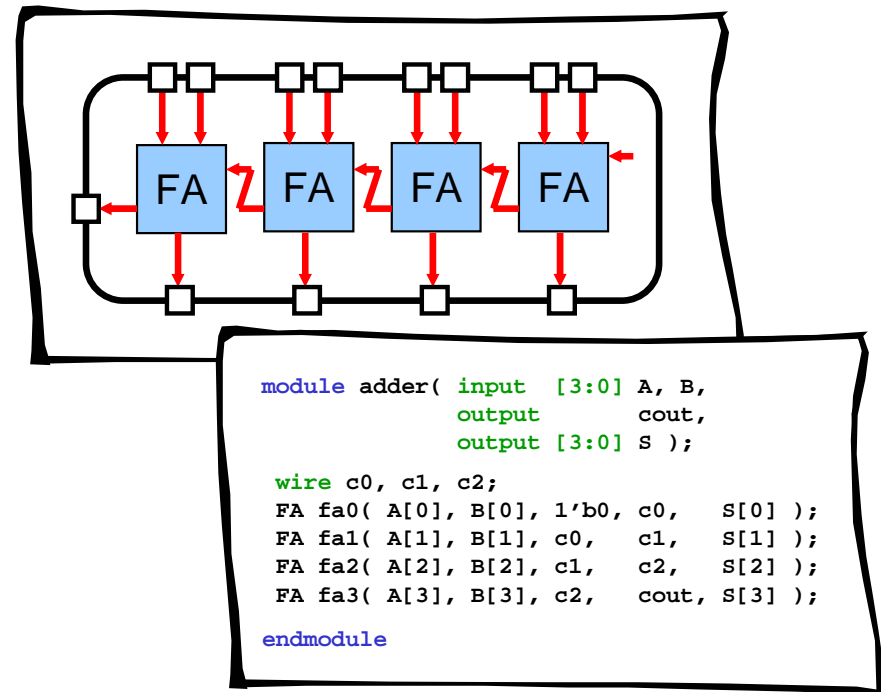 FA FA FA FA
module adder( input [3:0] A, B,
output cout,
output [3:0] S );
wire c0, c1, c2;
FA fa0( A[0], B[0], 1’b0, c0, S[0] );
FA fa1( A[1], B[1], c0, c1, S[1] );
FA fa2( A[2], B[2], c1, c2, S[2] );
FA fa3( A[3], B[3], c2, cout, S[3] );
endmodule